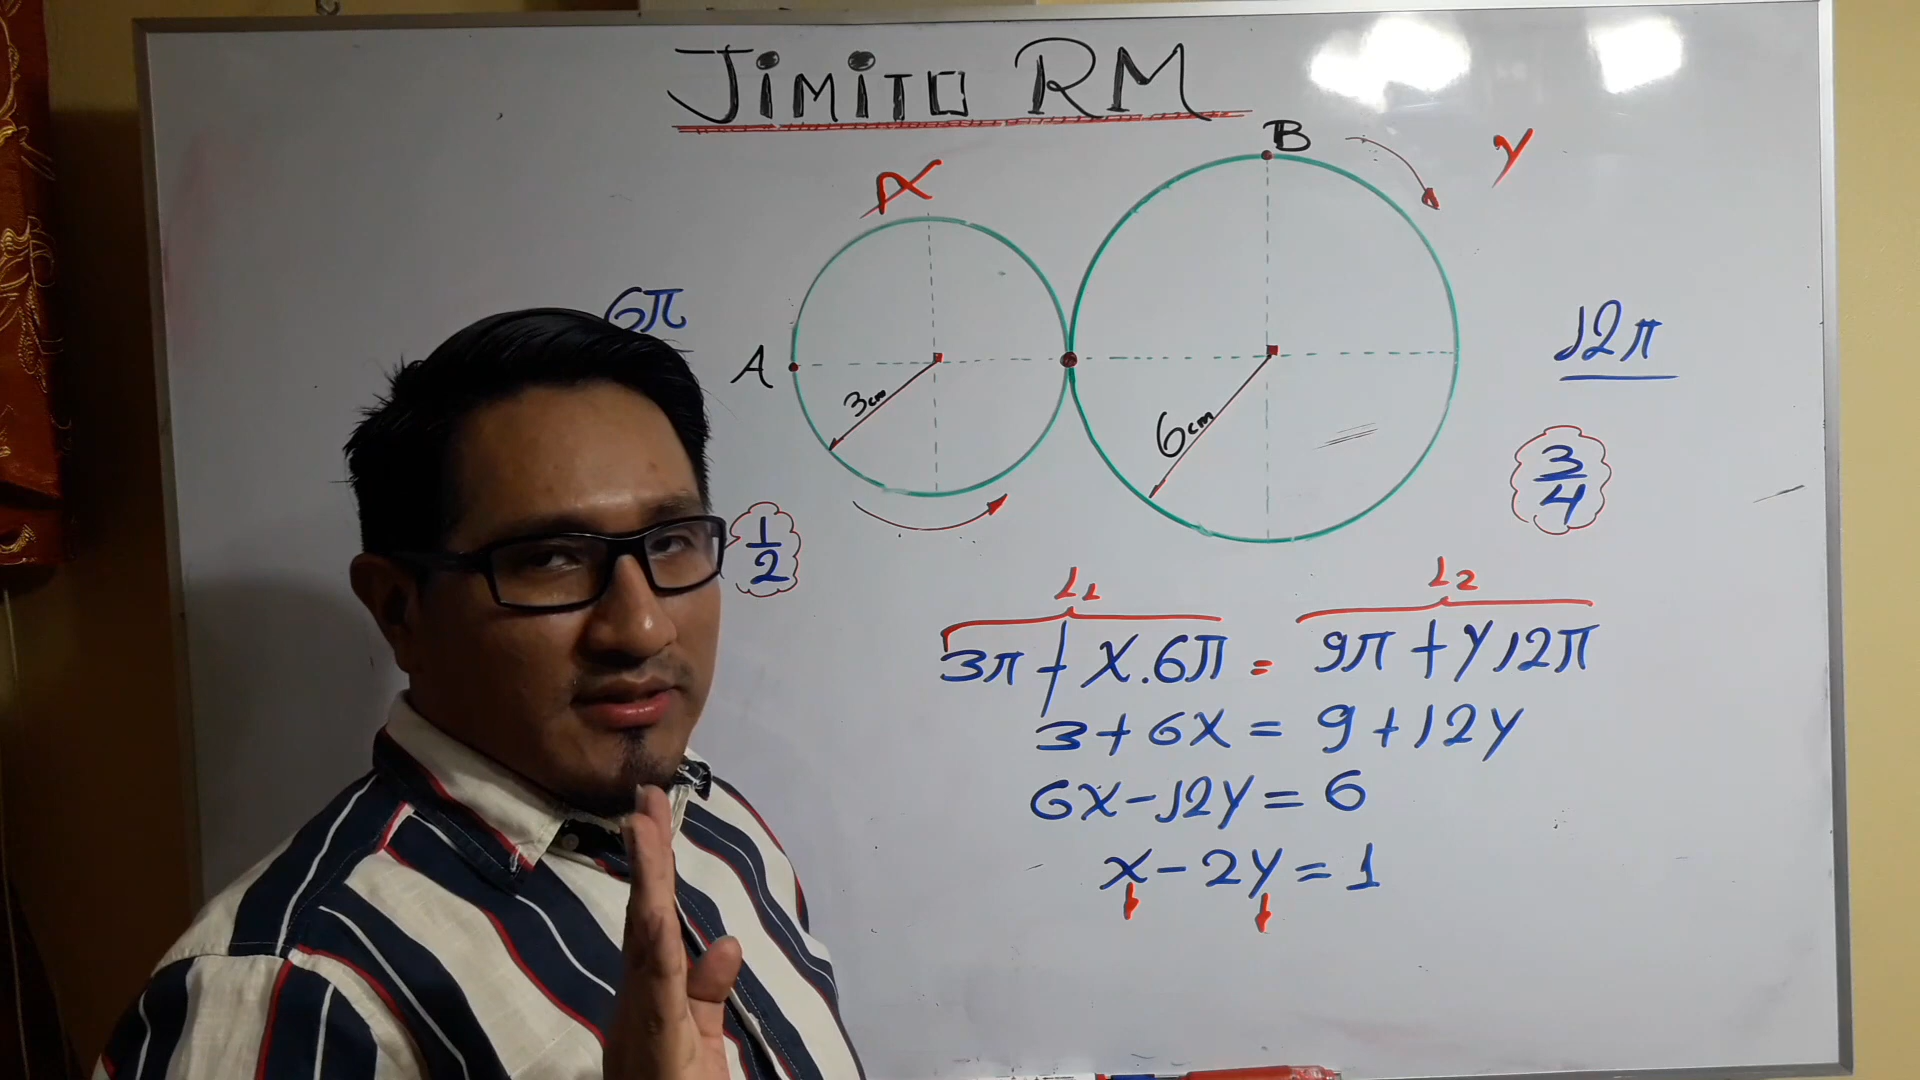 JIMITO RM
B
Y
X
6π
12π
A
3cm
6cm
3/4
1/2
L1 L2
3π + X.6π = 9π + Y12π
3 + 6X = 9 + 12Y
6X - 12Y = 6
X - 2Y = 1